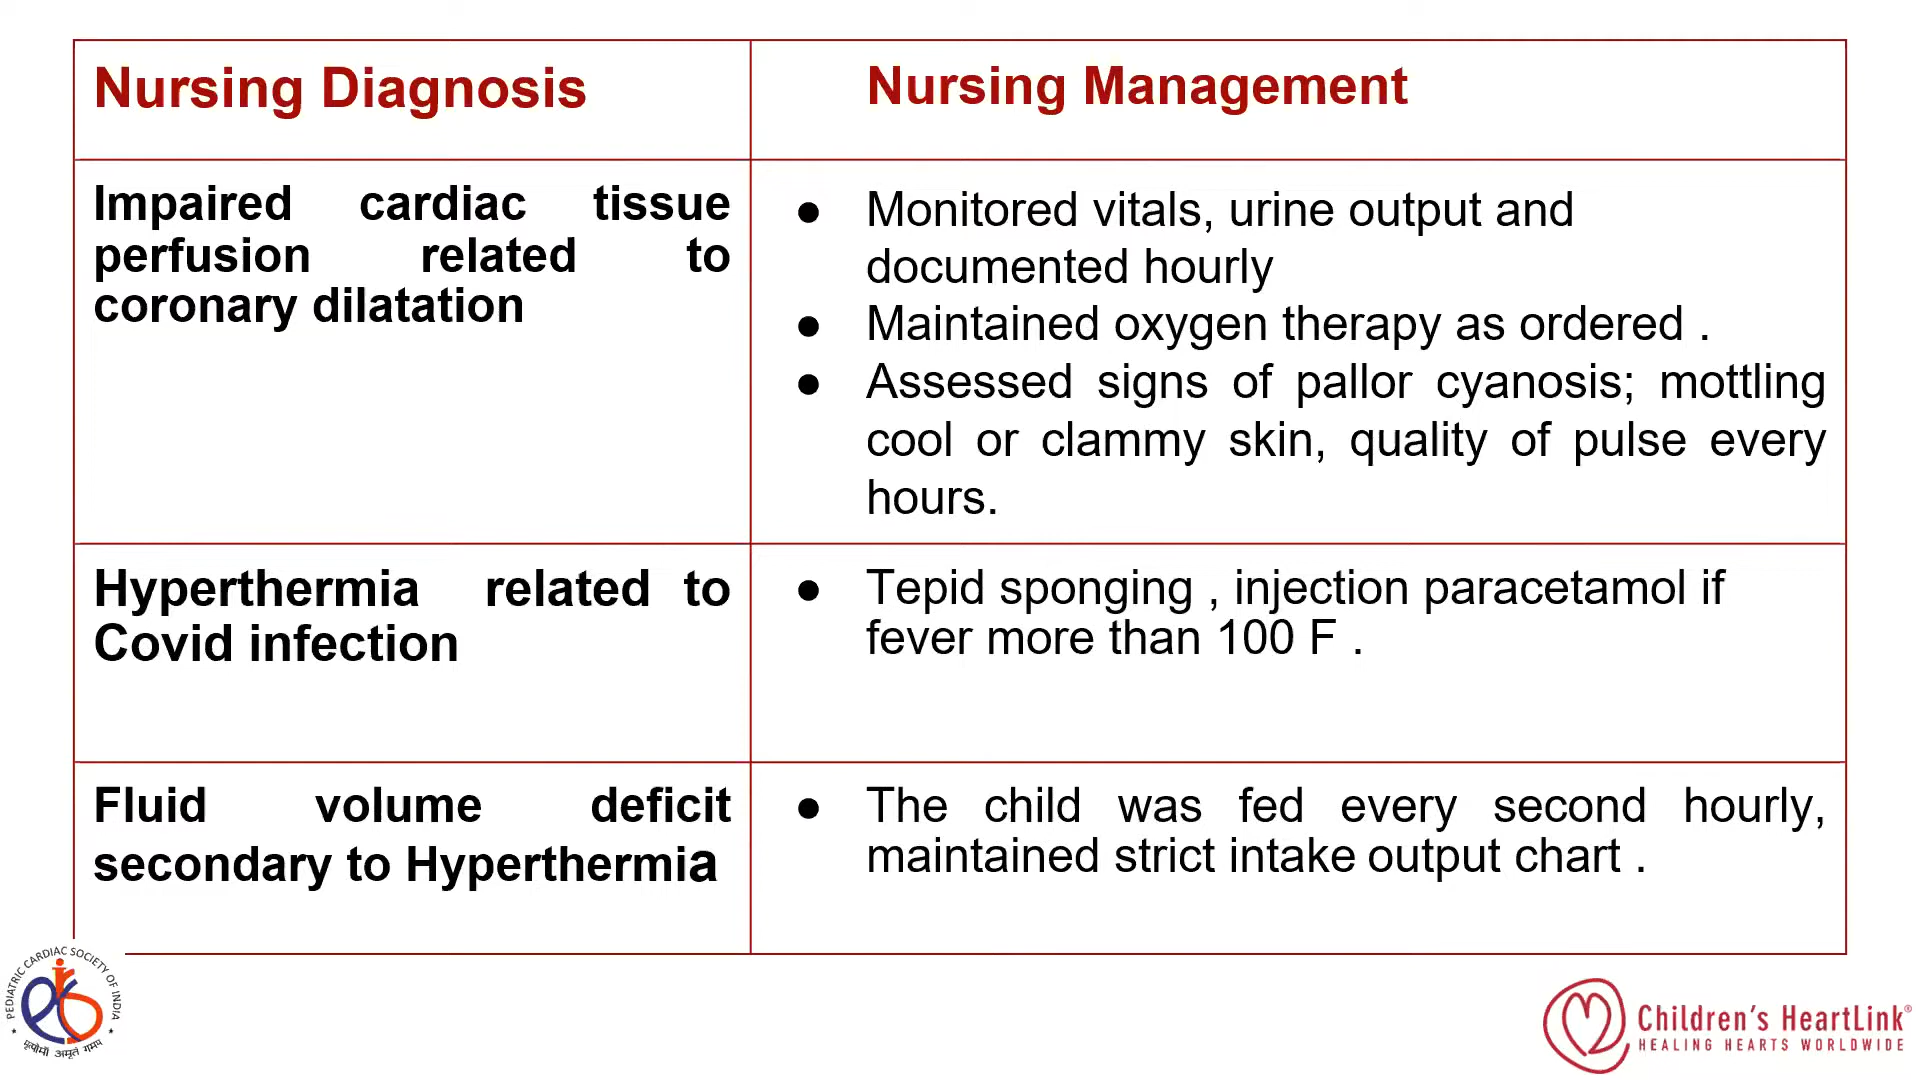 Nursing Diagnosis
Nursing Management
Impaired cardiac tissue
perfusion related to
coronary dilatation
● Monitored vitals, urine output and
documented hourly
● Maintained oxygen therapy as ordered .
● Assessed signs of pallor cyanosis; mottling
cool or clammy skin, quality of pulse every
hours.
Hyperthermia related to
Covid infection
● Tepid sponging , injection paracetamol if
fever more than 100 F .
Fluid volume deficit
secondary to Hyperthermia
● The child was fed every second hourly,
maintained strict intake output chart .
PEDIATRIC CARDIAC SOCIETY OF INDIA
Children's HeartLink®
HEALING HEARTS WORLDWIDE